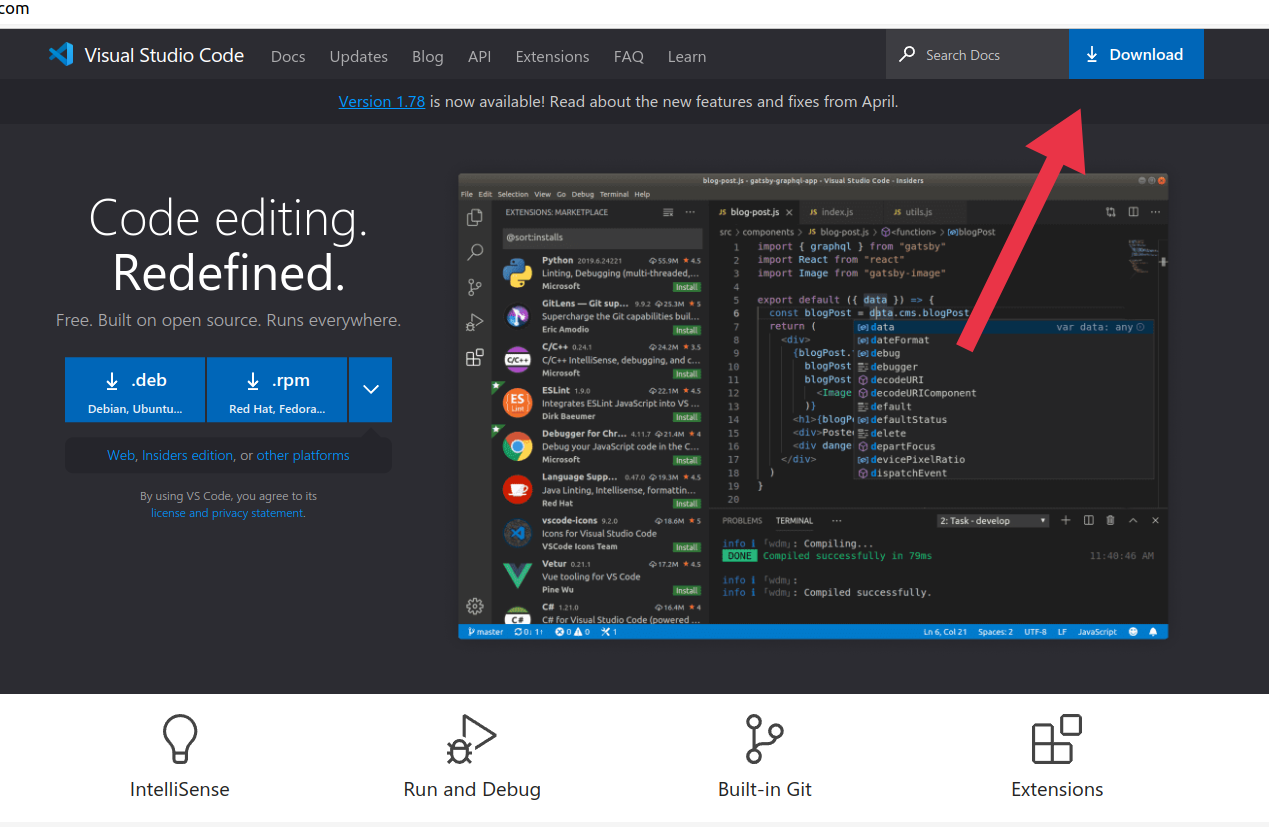 com
Visual Studio Code Docs Updates Blog API Extensions FAQ Learn Search Docs Download
Version 1.78 is now available! Read about the new features and fixes from April.
Code editing.
Redefined.
Free. Built on open source. Runs everywhere.
.deb
Debian, Ubuntu...
.rpm
Red Hat, Fedora...
Web, Insiders edition, or other platforms
By using VS Code, you agree to its
license and privacy statement.
blog-post.js - gatsby-graphql-app - Visual Studio Code - Insiders
File Edit Selection View Go Debug Terminal Help
EXTENSIONS: MARKETPLACE
@sort:installs
Python 2019.6.24221 55.9M ★ 4.5
Linting, Debugging (multi-threaded,...
Microsoft Install
GitLens — Git sup... 9.9.2 25.3M ★ 5
Supercharge the Git capabilities buil...
Eric Amodio Install
C/C++ 0.24.1 24.2M ★ 3.5
C/C++ IntelliSense, debugging, and c...
Microsoft Install
ESLint 1.9.0 22.1M ★ 4.5
Integrates ESLint JavaScript into VS ...
Dirk Baeumer Install
Debugger for Chr... 4.11.7 21.4M ★ 4
Debug your JavaScript code in the C...
Microsoft Install
Language Supp... 0.47.0 19.3M ★ 4.5
Java Linting, Intellisense, formattin...
Red Hat Install
vscode-icons 9.2.0 18.6M ★ 5
Icons for Visual Studio Code
VSCode Icons Team Install
Vetur 0.21.1 17.2M ★ 4.5
Vue tooling for VS Code
Pine Wu Install
C# 1.21.0 16.4M ★ 4
C# for Visual Studio Code (powered ...
C/C++
ES
Lint
C#
JS blog-post.js JS index.js JS utils.js
src > components > JS blog-post.js > <function> > blogPost
1 import { graphql } from "gatsby"
2 import React from "react"
3 import Image from "gatsby-image"
4
5 export default ({ data }) => {
6 const blogPost = data.cms.blogPost
7 return (
8 <div>
9 {blogPost.
10 blogPost
11 blogPost
12 <Image
13 )}
14 <h1>{blogP
15 <div>Poste
16 <div dange
17 </div>
18 )
19 }
20
data var data: any
dateFormat
debug
debugger
decodeURI
decodeURIComponent
default
defaultStatus
delete
departFocus
devicePixelRatio
dispatchEvent
PROBLEMS TERMINAL ... 2: Task - develop
info i ｢wdm｣: Compiling...
DONE Compiled successfully in 79ms 11:40:46 AM
info i ｢wdm｣:
info i ｢wdm｣: Compiled successfully.
master 0↓ 1↑ 0 0 1 Ln 6, Col 21 Spaces: 2 UTF-8 LF JavaScript
IntelliSense
Run and Debug
Built-in Git
Extensions